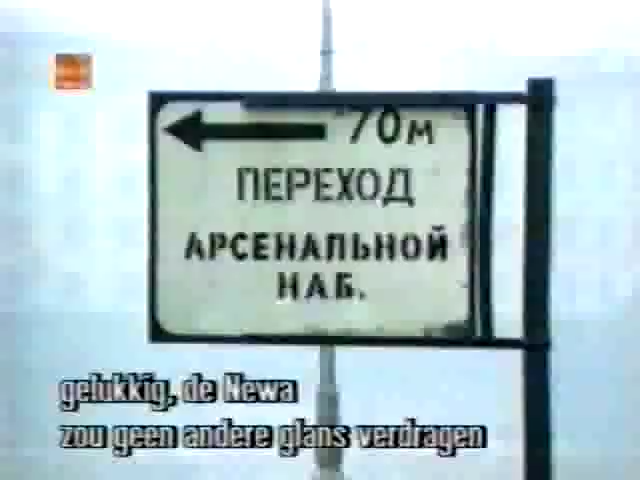 70м
ПЕРЕХОД
АРСЕНАЛЬНОЙ
НАБ.
gelukkig, de Newa
zou geen andere glans verdragen